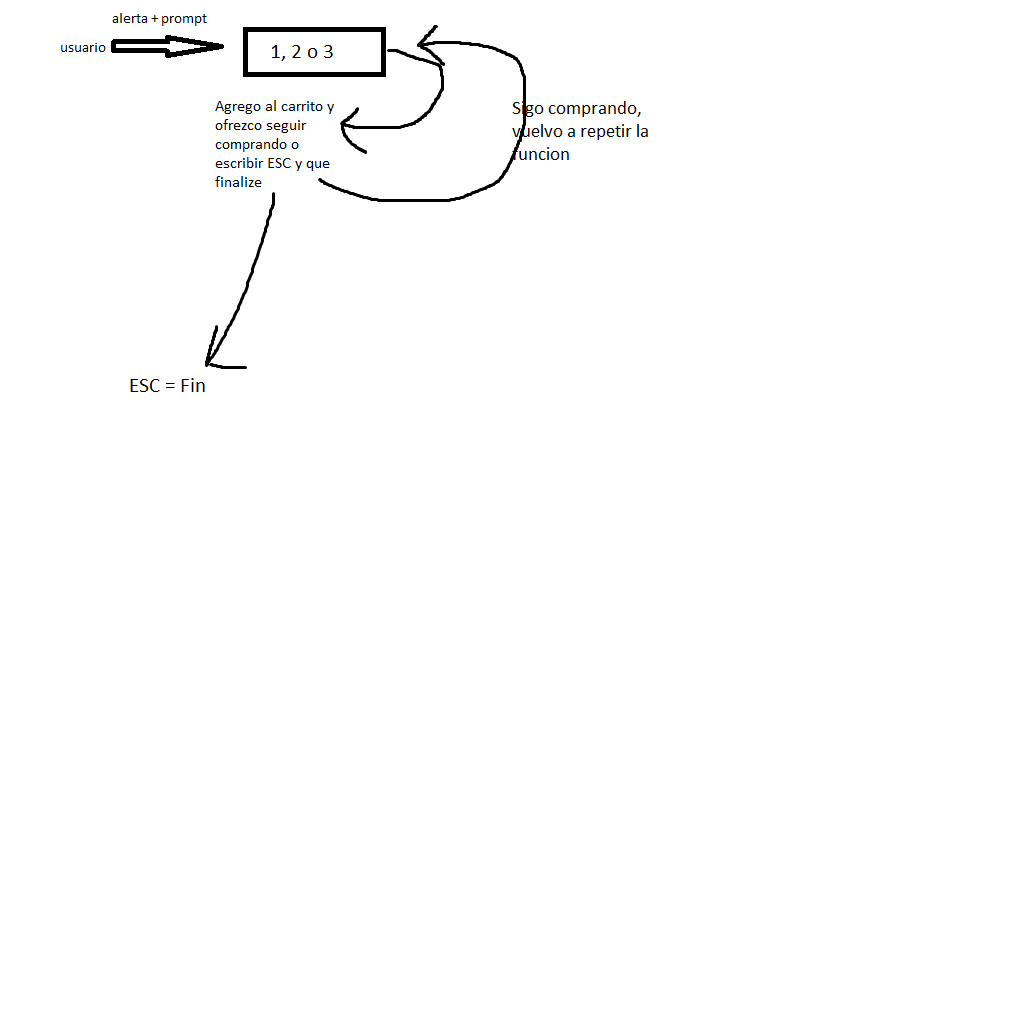 alerta + prompt
usuario
1, 2 o 3
Agrego al carrito y
ofrezco seguir
comprando o
escribir ESC y que
finalize
Sigo comprando,
vuelvo a repetir la
funcion
ESC = Fin